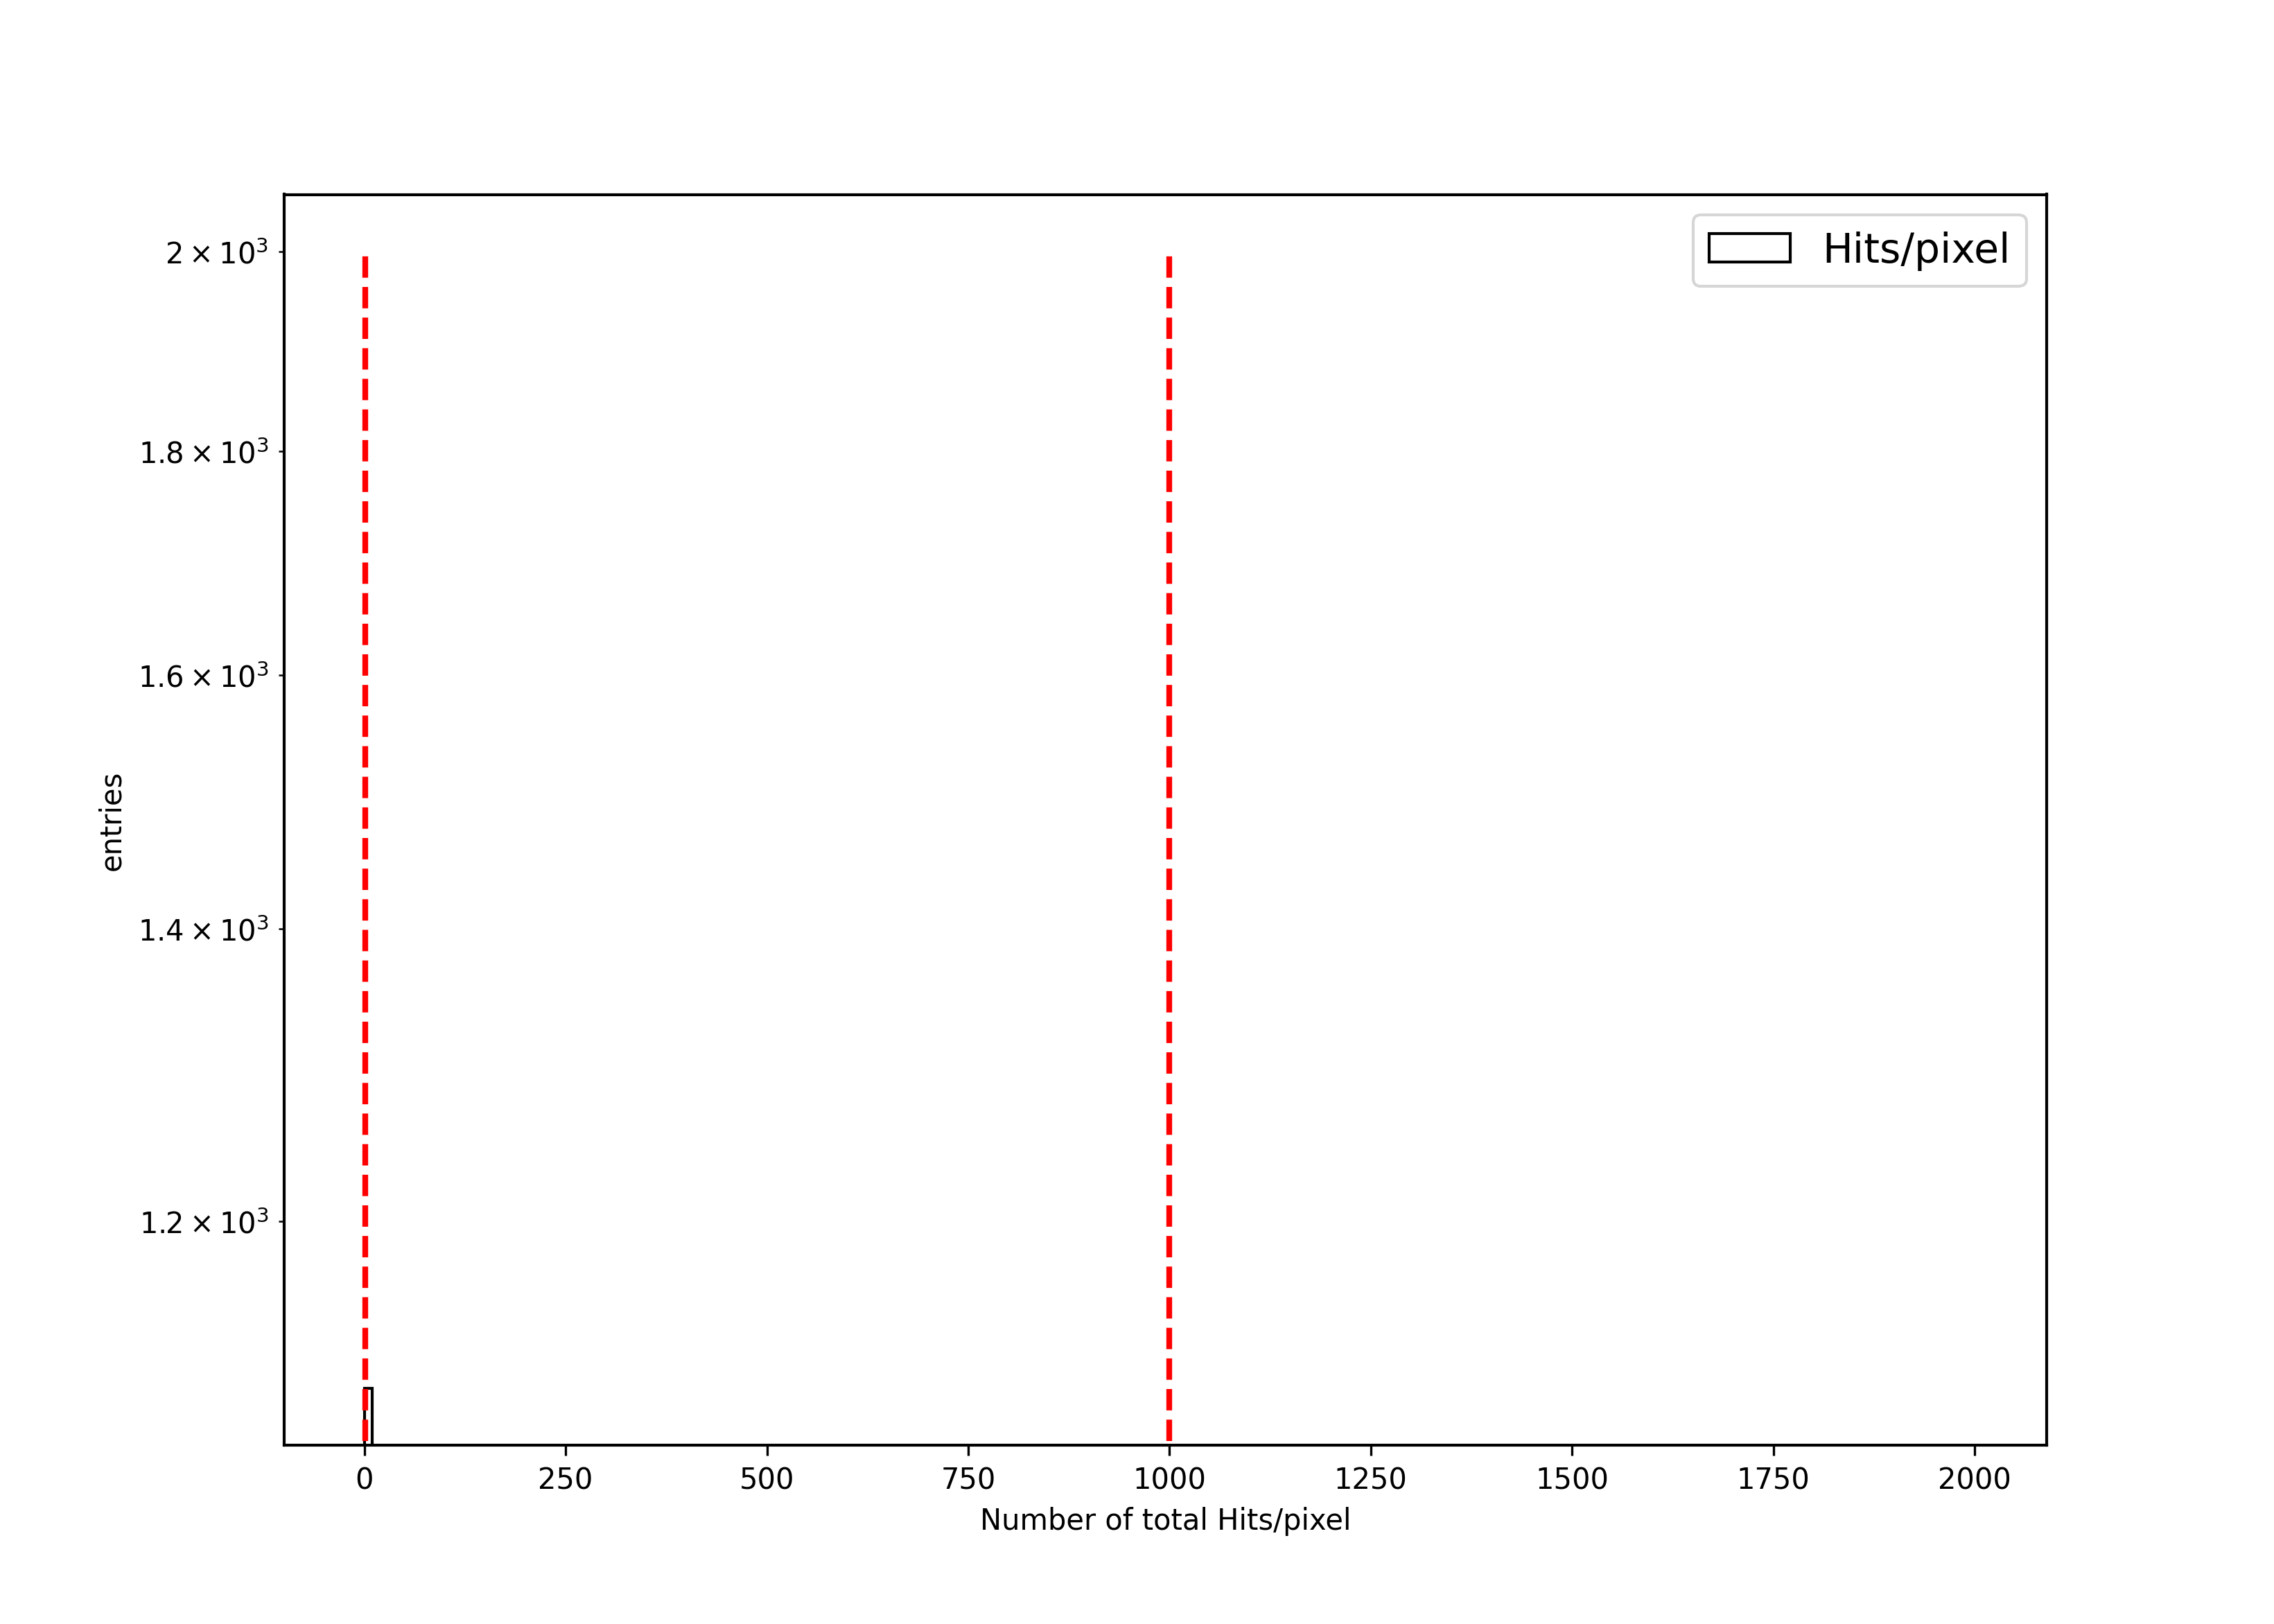 Hits/pixel
2 × 10³
1.8 × 10³
1.6 × 10³
1.4 × 10³
1.2 × 10³
entries
0 250 500 750 1000 1250 1500 1750 2000
Number of total Hits/pixel